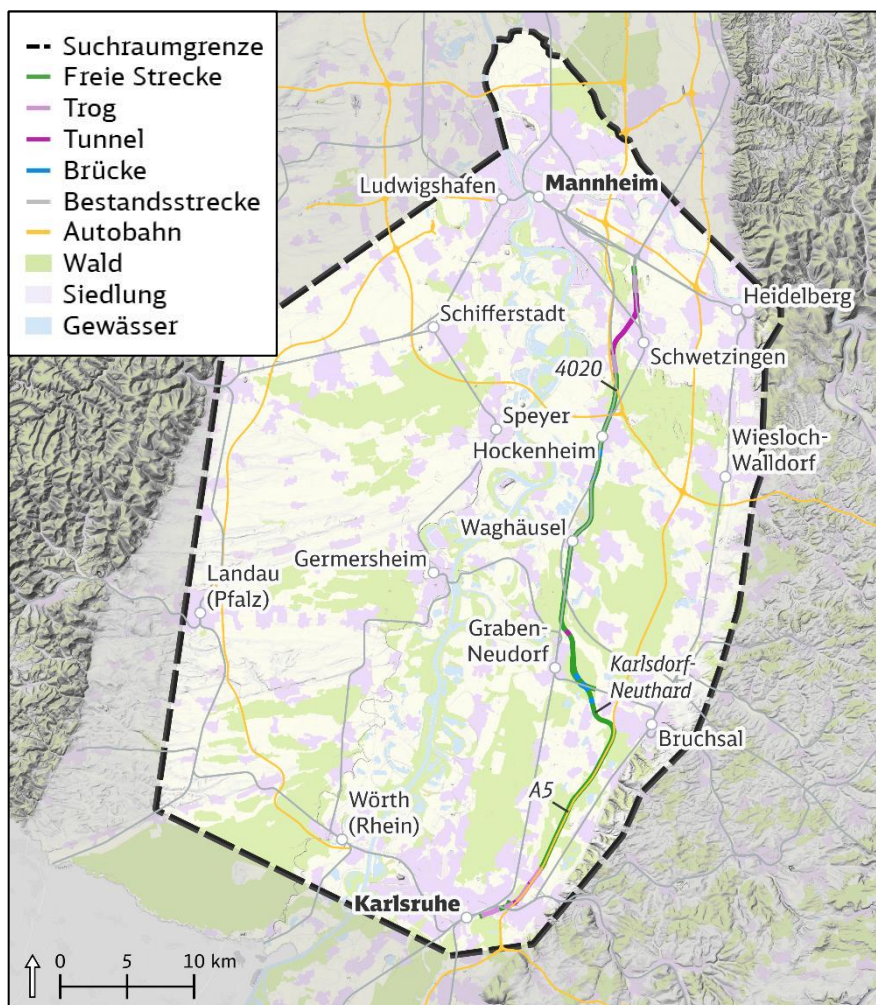 Suchraumgrenze
Freie Strecke
Trog
Tunnel
Brücke
Bestandsstrecke
Autobahn
Wald
Siedlung
Gewässer
Ludwigshafen
Mannheim
Heidelberg
Schifferstadt
Schwetzingen
4020
Speyer
Hockenheim
Wiesloch-
Walldorf
Waghäusel
Germersheim
Landau
(Pfalz)
Graben-
Neudorf
Karlsdorf-
Neuthard
Bruchsal
A5
Wörth
(Rhein)
Karlsruhe
0 5 10 km